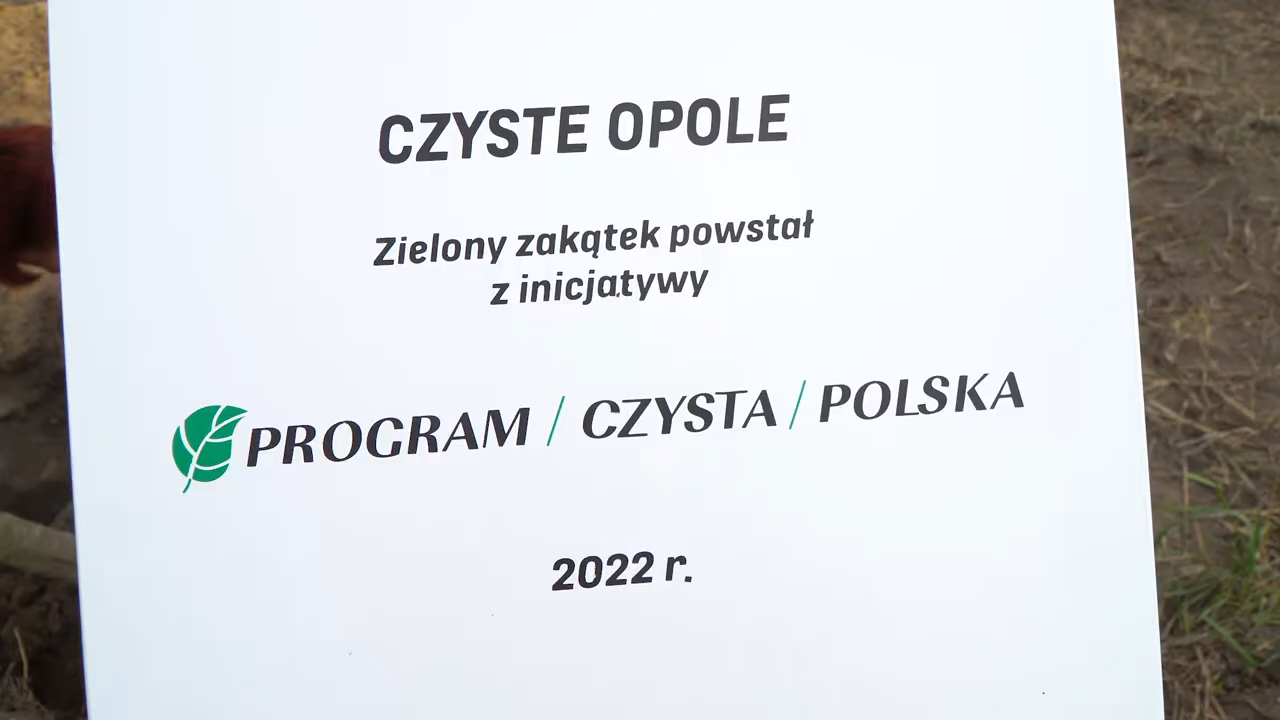 CZYSTE OPOLE
Zielony zakątek powstał
z inicjatywy
PROGRAM / CZYSTA / POLSKA
2022 r.